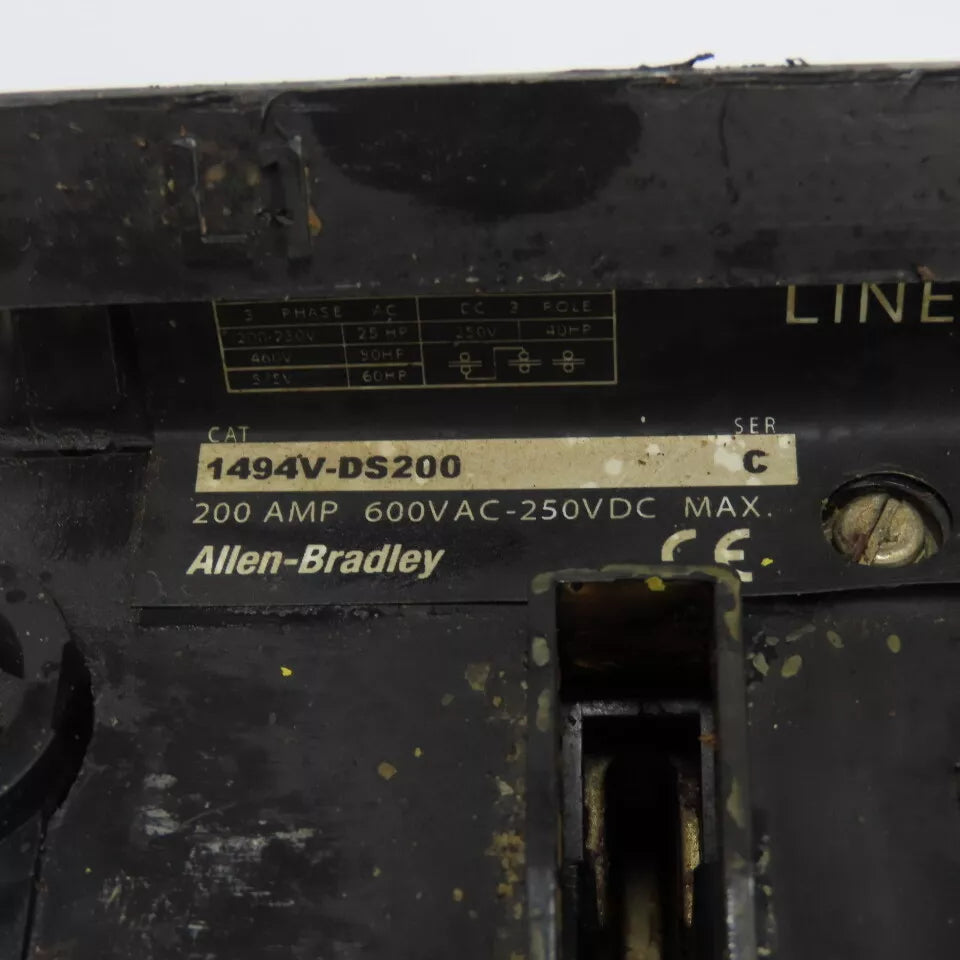 LINE
3 PHASE AC DC 2 POLE
200-230V 25 HP 250V 40HP
460V 50HP
575V 60HP
CAT SER
1494V-DS200 C
200 AMP 600VAC-250VDC MAX.
Allen-Bradley CE